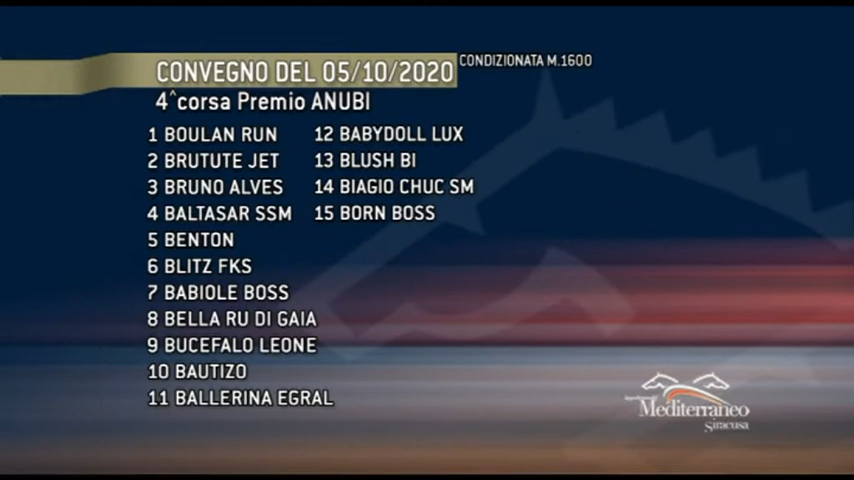 CONVEGNO DEL 05/10/2020
CONDIZIONATA M.1600
4^corsa Premio ANUBI
1 BOULAN RUN
2 BRUTUTE JET
3 BRUNO ALVES
4 BALTASAR SSM
5 BENTON
6 BLITZ FKS
7 BABIOLE BOSS
8 BELLA RU DI GAIA
9 BUCEFALO LEONE
10 BAUTIZO
11 BALLERINA EGRAL
12 BABYDOLL LUX
13 BLUSH BI
14 BIAGIO CHUC SM
15 BORN BOSS
Mediterraneo
Siracusa